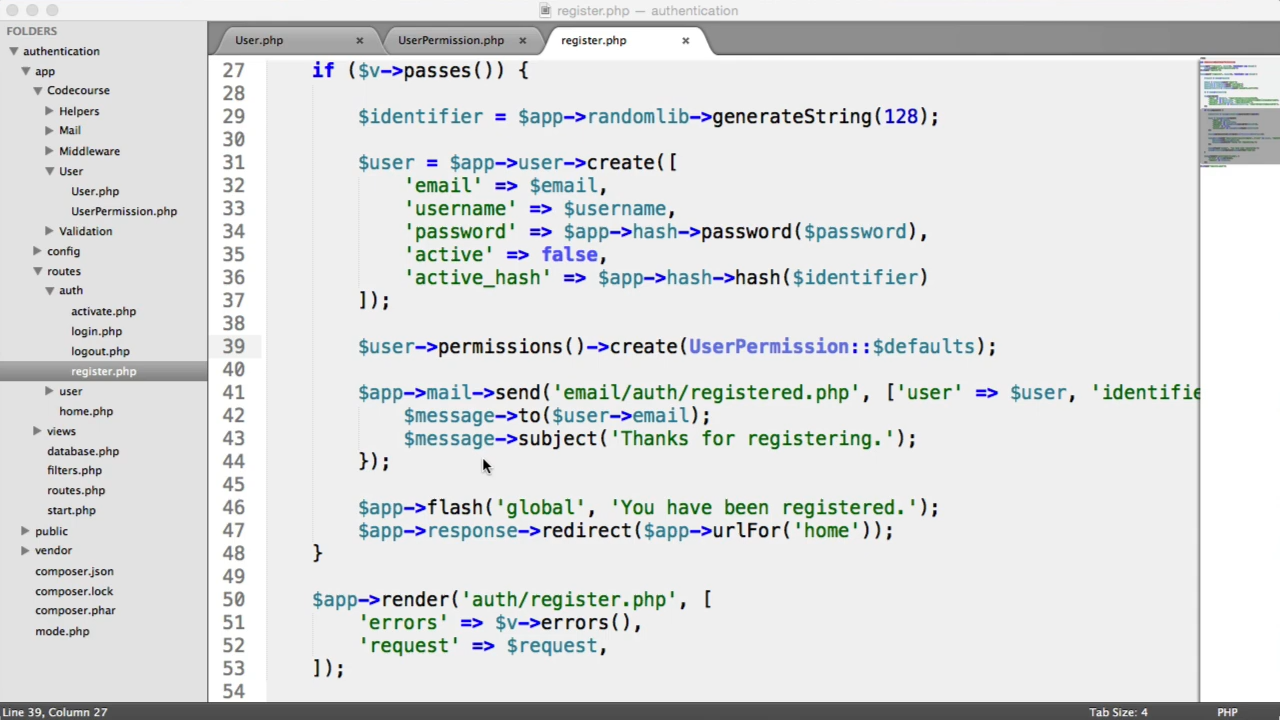 register.php — authentication
FOLDERS
authentication
app
Codecourse
Helpers
Mail
Middleware
User
User.php
UserPermission.php
Validation
config
routes
auth
activate.php
login.php
logout.php
register.php
user
home.php
views
database.php
filters.php
routes.php
start.php
public
vendor
composer.json
composer.lock
composer.phar
mode.php
User.php × UserPermission.php × register.php ×
27 if ($v->passes()) {
28
29 $identifier = $app->randomlib->generateString(128);
30
31 $user = $app->user->create([
32 'email' => $email,
33 'username' => $username,
34 'password' => $app->hash->password($password),
35 'active' => false,
36 'active_hash' => $app->hash->hash($identifier)
37 ]);
38
39 $user->permissions()->create(UserPermission::$defaults);
40
41 $app->mail->send('email/auth/registered.php', ['user' => $user, 'identifie
42 $message->to($user->email);
43 $message->subject('Thanks for registering.');
44 });
45
46 $app->flash('global', 'You have been registered.');
47 $app->response->redirect($app->urlFor('home'));
48 }
49
50 $app->render('auth/register.php', [
51 'errors' => $v->errors(),
52 'request' => $request,
53 ]);
54
Line 39, Column 27 Tab Size: 4 PHP